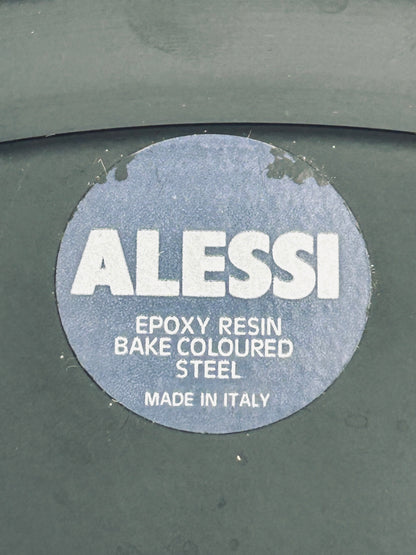 ALESSI
EPOXY RESIN
BAKE COLOURED
STEEL
MADE IN ITALY